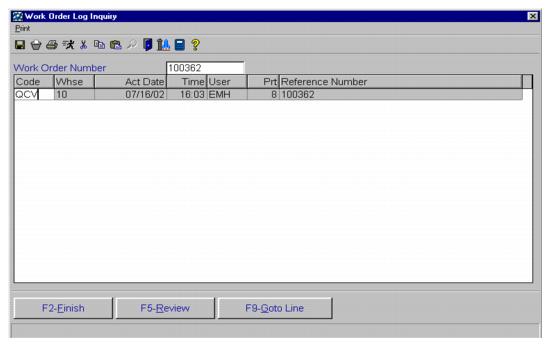 Work Order Log Inquiry
Print
Work Order Number 100362
Code Whse Act Date Time User Prt Reference Number
QCV 10 07/16/02 16:03 EMH 8 100362
F2-Finish F5-Review F9-Goto Line